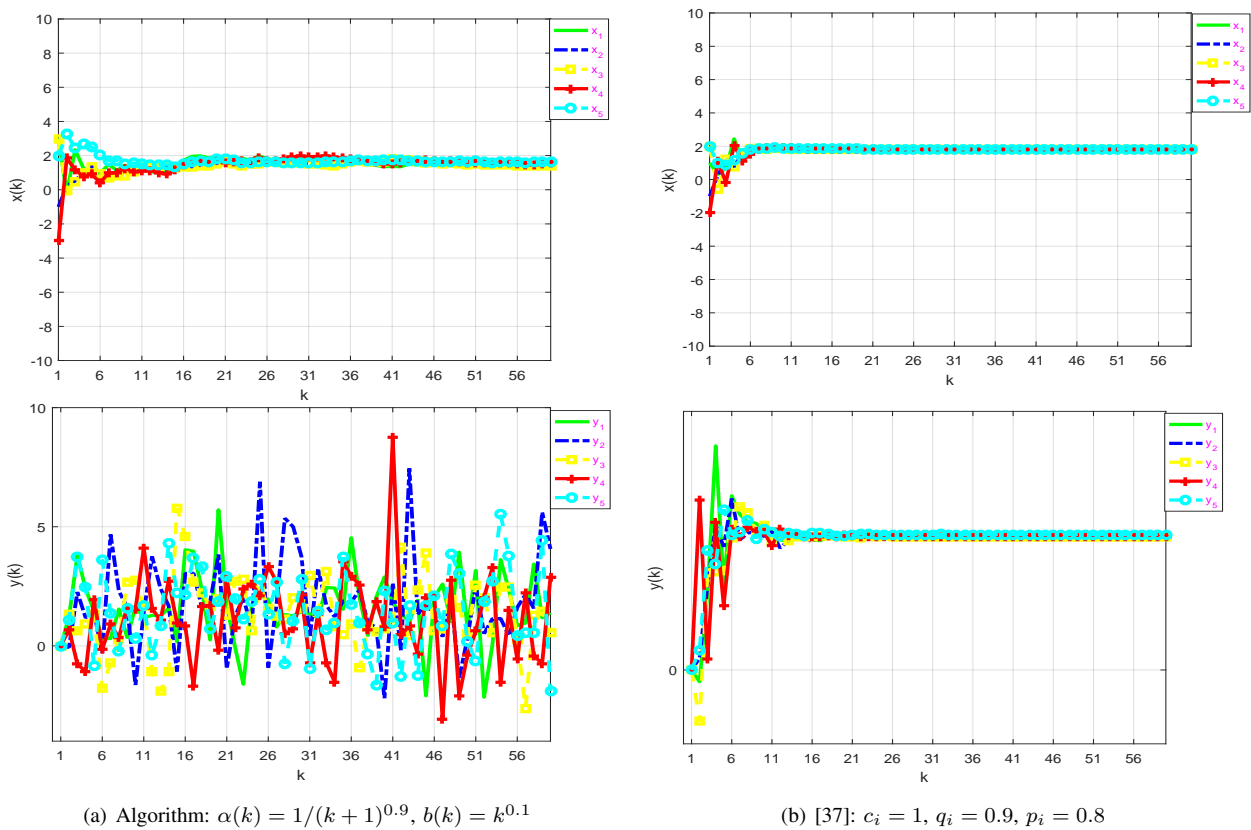 10
8
6
4
2
0
-2
-4
-6
-8
-10
x(k)
1 6 11 16 21 26 31 36 41 46 51 56
k
x1
x2
x3
x4
x5
10
8
6
4
2
0
-2
-4
-6
-8
-10
x(k)
1 6 11 16 21 26 31 36 41 46 51 56
k
x1
x2
x3
x4
x5
10
5
0
y(k)
1 6 11 16 21 26 31 36 41 46 51 56
k
y1
y2
y3
y4
y5
0
y(k)
1 6 11 16 21 26 31 36 41 46 51 56
k
y1
y2
y3
y4
y5
(a) Algorithm: α(k) = 1/(k + 1)^0.9, b(k) = k^0.1
(b) [37]: c_i = 1, q_i = 0.9, p_i = 0.8